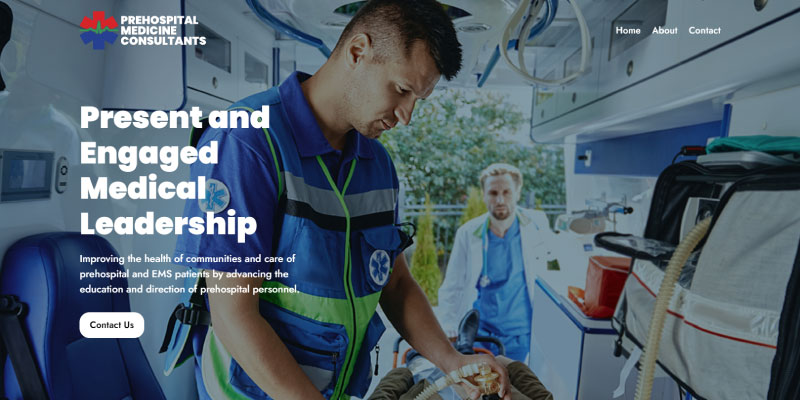 PREHOSPITAL
MEDICINE
CONSULTANTS
Home About Contact
Present and
Engaged
Medical
Leadership
Improving the health of communities and care of
prehospital and EMS patients by advancing the
education and direction of prehospital personnel.
Contact Us